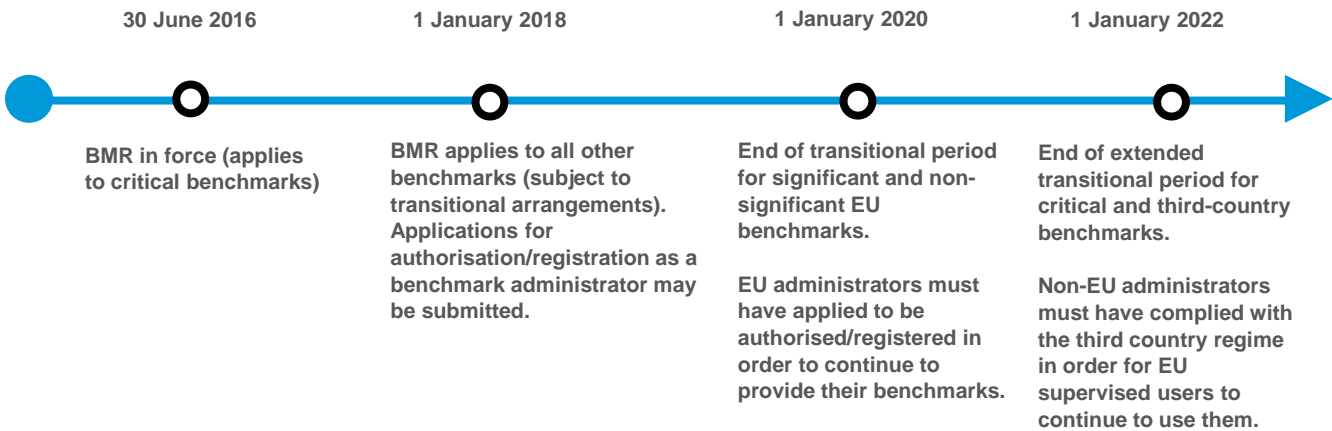 30 June 2016
1 January 2018
1 January 2020
1 January 2022
BMR in force (applies
to critical benchmarks)
BMR applies to all other
benchmarks (subject to
transitional arrangements).
Applications for
authorisation/registration as a
benchmark administrator may
be submitted.
End of transitional period
for significant and non-
significant EU
benchmarks.
EU administrators must
have applied to be
authorised/registered in
order to continue to
provide their benchmarks.
End of extended
transitional period for
critical and third-country
benchmarks.
Non-EU administrators
must have complied with
the third country regime
in order for EU
supervised users to
continue to use them.